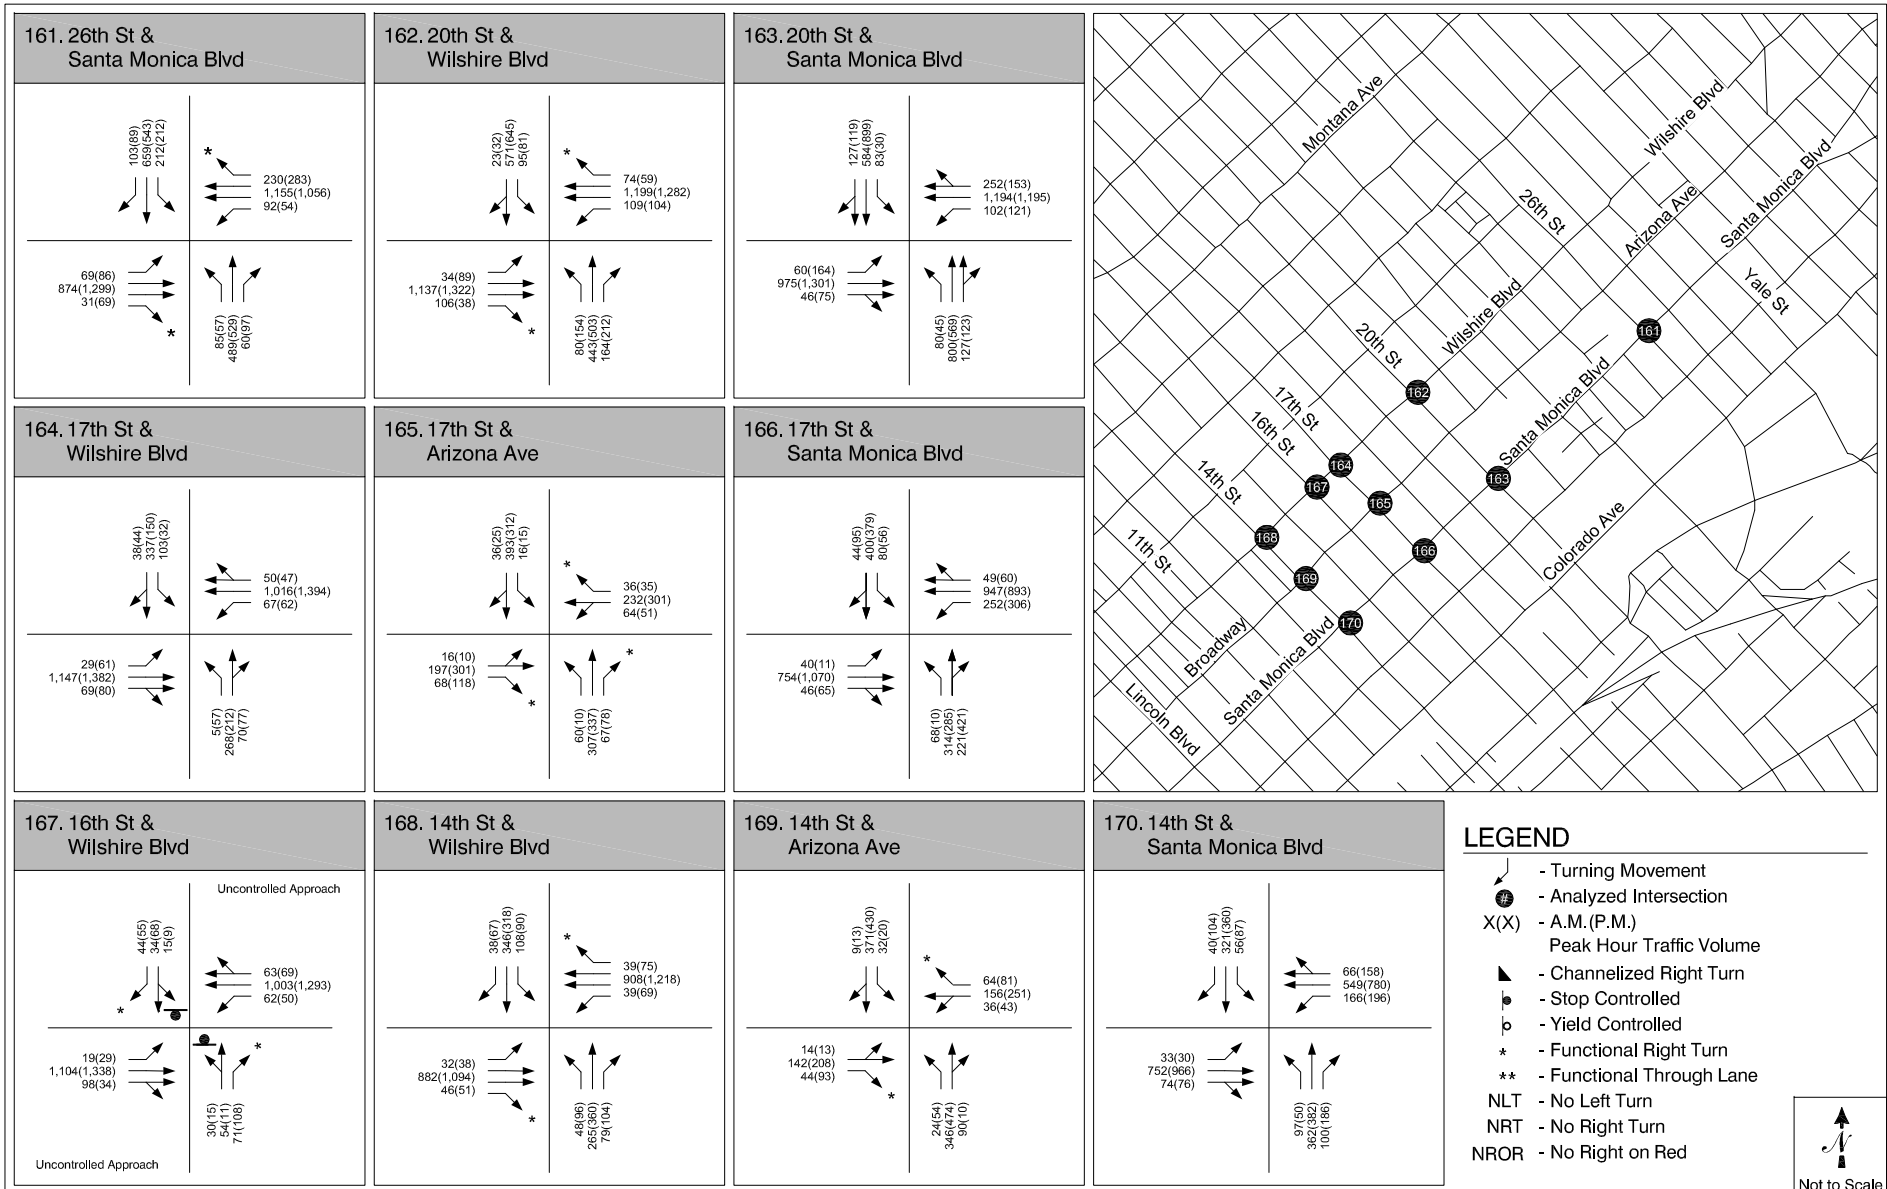 161. 26th St &
Santa Monica Blvd
103(89)
659(543)
212(212)
*
230(283)
1,155(1,056)
92(54)
69(86)
874(1,299)
31(69)
*
85(57)
489(529)
60(97)
162. 20th St &
Wilshire Blvd
23(32)
571(645)
95(81)
*
74(59)
1,199(1,282)
109(104)
34(89)
1,137(1,322)
106(38)
*
80(154)
443(503)
164(212)
163. 20th St &
Santa Monica Blvd
127(119)
584(899)
83(30)
252(153)
1,194(1,195)
102(121)
60(164)
975(1,301)
46(75)
80(45)
800(569)
127(123)
164. 17th St &
Wilshire Blvd
38(44)
337(150)
103(32)
50(47)
1,016(1,394)
67(62)
29(61)
1,147(1,382)
69(80)
5(57)
268(212)
70(77)
165. 17th St &
Arizona Ave
36(25)
393(312)
16(15)
*
36(35)
232(301)
64(51)
16(10)
197(301)
68(118)
*
*
60(10)
307(337)
67(78)
166. 17th St &
Santa Monica Blvd
44(95)
400(379)
80(56)
49(60)
947(893)
252(306)
40(11)
754(1,070)
46(65)
68(10)
314(285)
221(421)
167. 16th St &
Wilshire Blvd
Uncontrolled Approach
44(55)
34(68)
15(9)
*
63(69)
1,003(1,293)
62(50)
19(29)
1,104(1,338)
98(34)
*
30(15)
54(11)
71(108)
Uncontrolled Approach
168. 14th St &
Wilshire Blvd
38(67)
346(318)
108(90)
*
39(75)
908(1,218)
39(69)
32(38)
882(1,094)
46(51)
*
48(96)
265(360)
79(104)
169. 14th St &
Arizona Ave
9(13)
371(430)
32(20)
*
64(81)
156(251)
36(43)
14(13)
142(208)
44(93)
*
24(54)
346(474)
90(10)
170. 14th St &
Santa Monica Blvd
40(104)
321(360)
56(87)
66(158)
549(780)
166(196)
33(30)
752(966)
74(76)
97(50)
362(382)
100(186)
Montana Ave
Wilshire Blvd
Santa Monica Blvd
Arizona Ave
26th St
Yale St
Wilshire Blvd
20th St
161
162
17th St
Santa Monica Blvd
16th St
164
163
14th St
167
165
Colorado Ave
168
166
11th St
169
170
Broadway
Santa Monica Blvd
Lincoln Blvd
LEGEND
- Turning Movement
# - Analyzed Intersection
X(X) - A.M.(P.M.)
Peak Hour Traffic Volume
- Channelized Right Turn
- Stop Controlled
- Yield Controlled
* - Functional Right Turn
** - Functional Through Lane
NLT - No Left Turn
NRT - No Right Turn
NROR - No Right on Red
N
Not to Scale